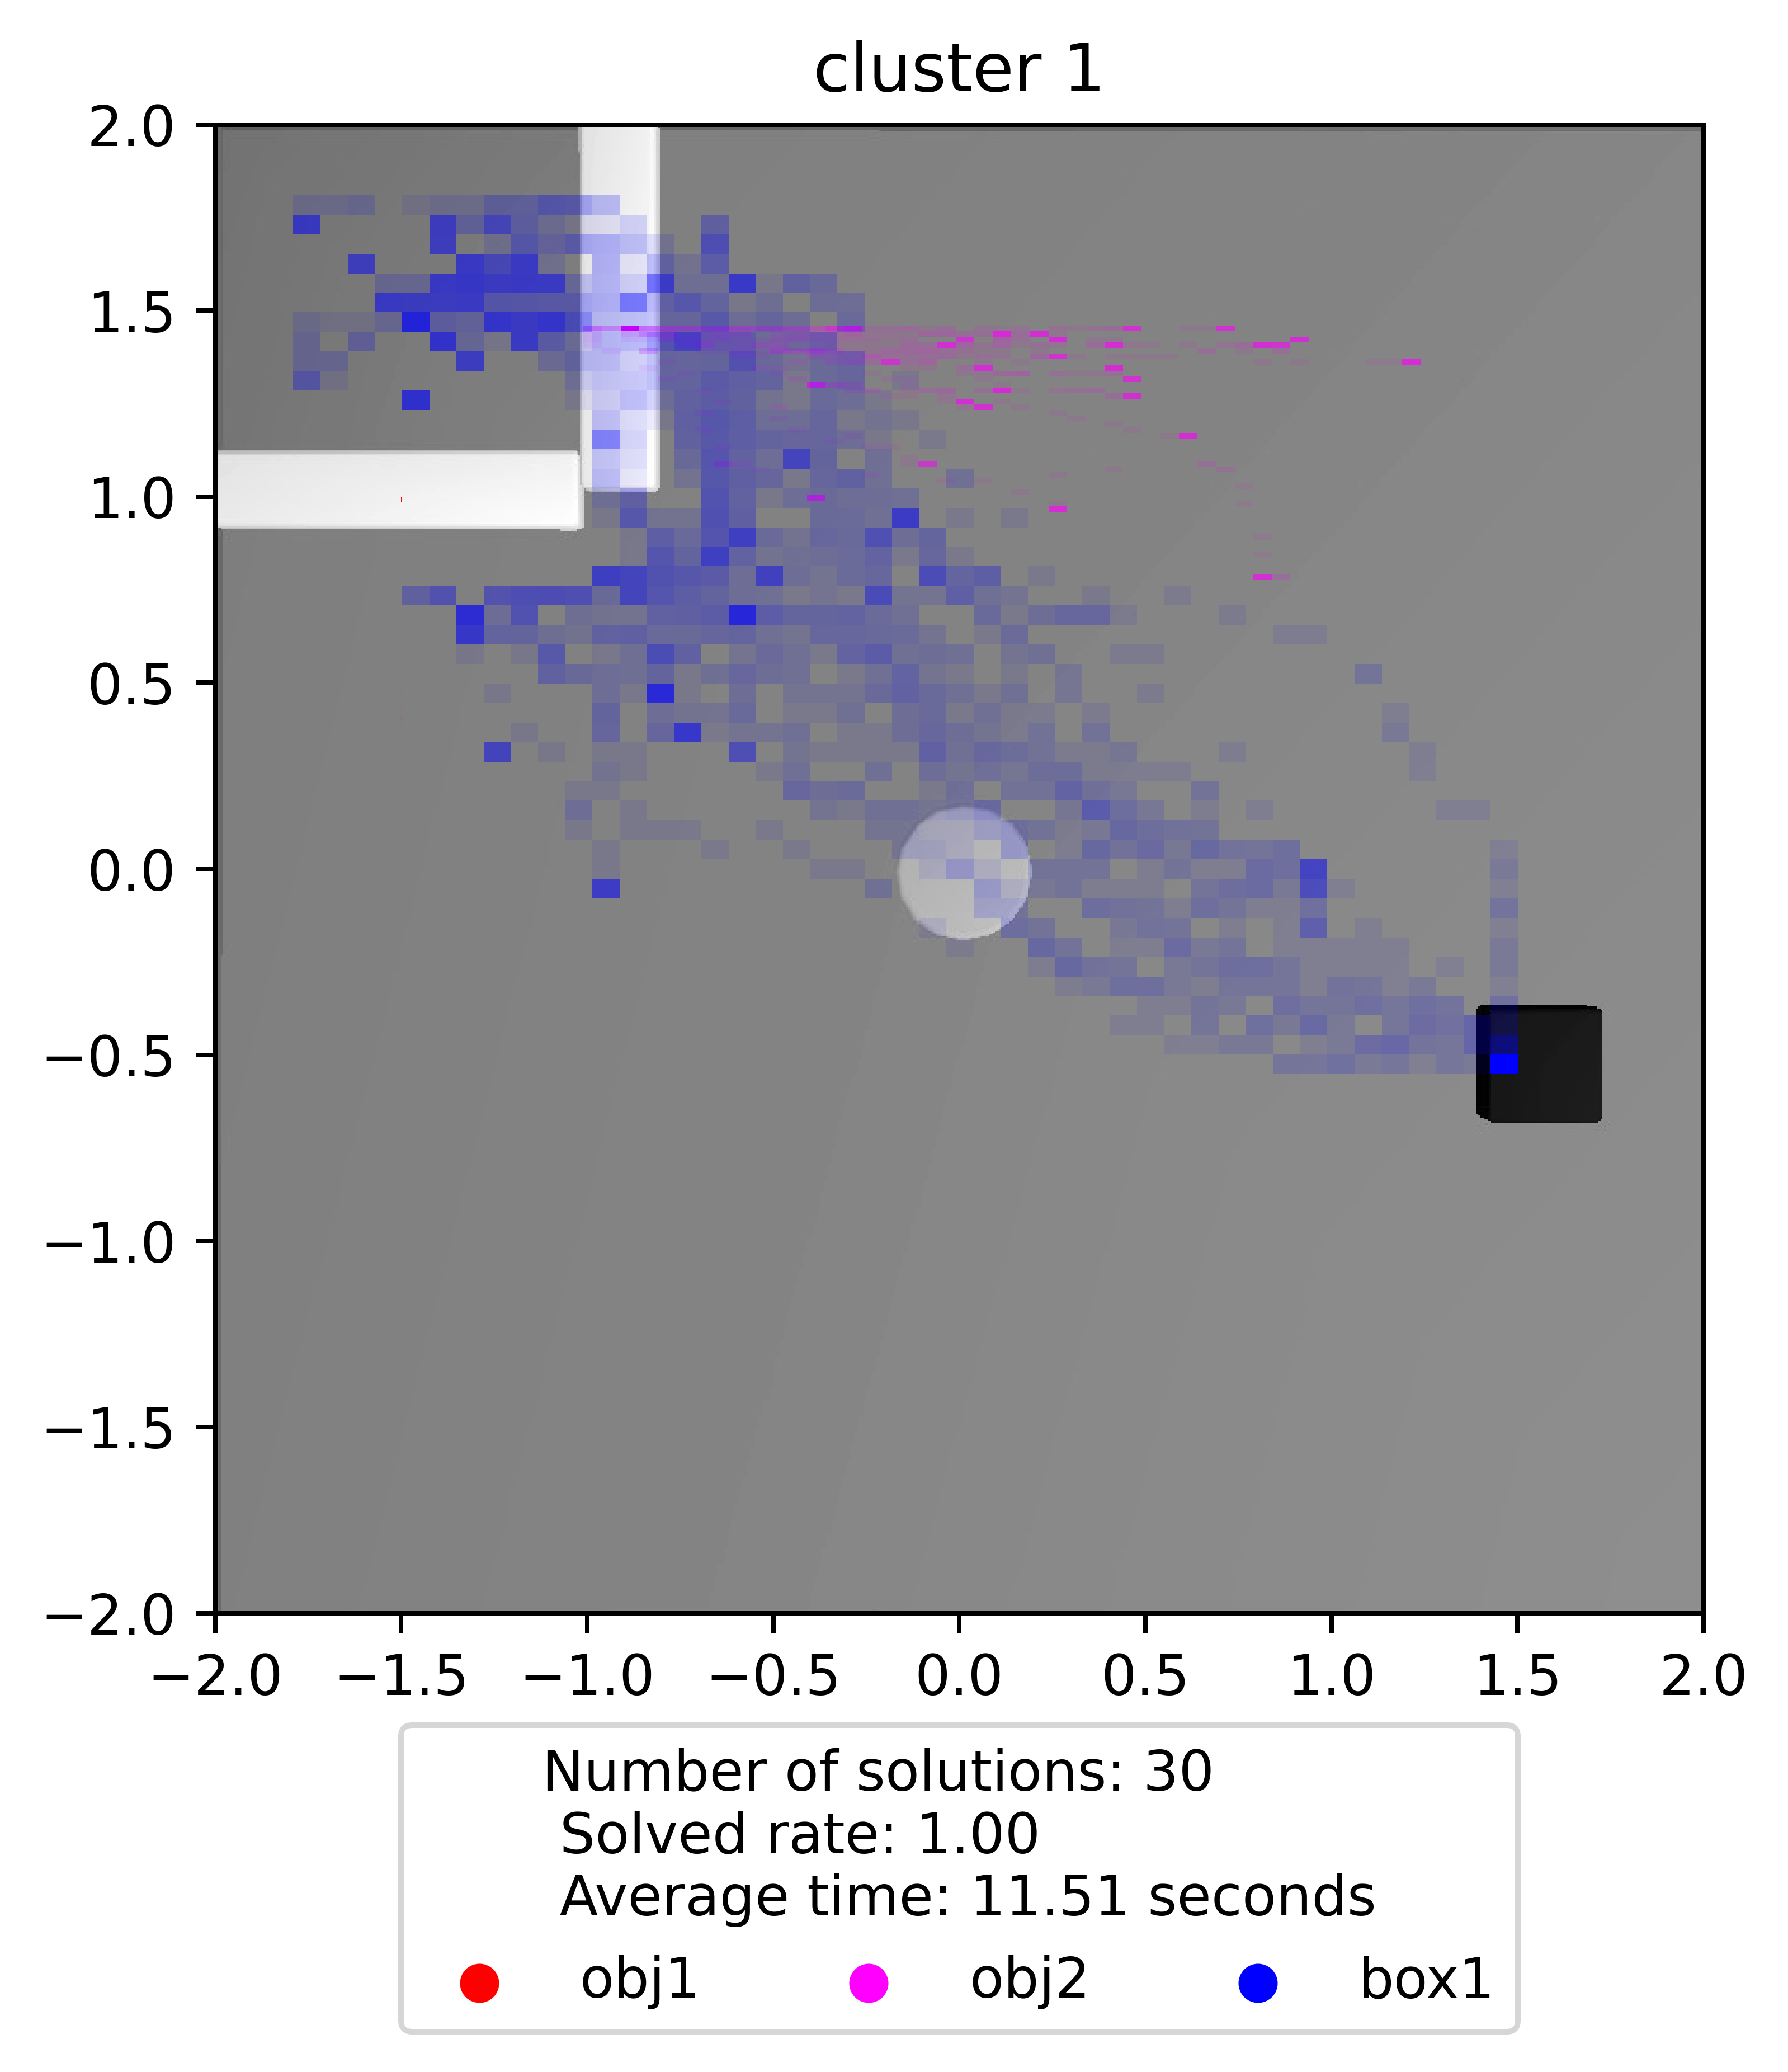 cluster 1
2.0
1.5
1.0
0.5
0.0
−0.5
−1.0
−1.5
−2.0
−2.0 −1.5 −1.0 −0.5 0.0 0.5 1.0 1.5 2.0
Number of solutions: 30
Solved rate: 1.00
Average time: 11.51 seconds
obj1 obj2 box1